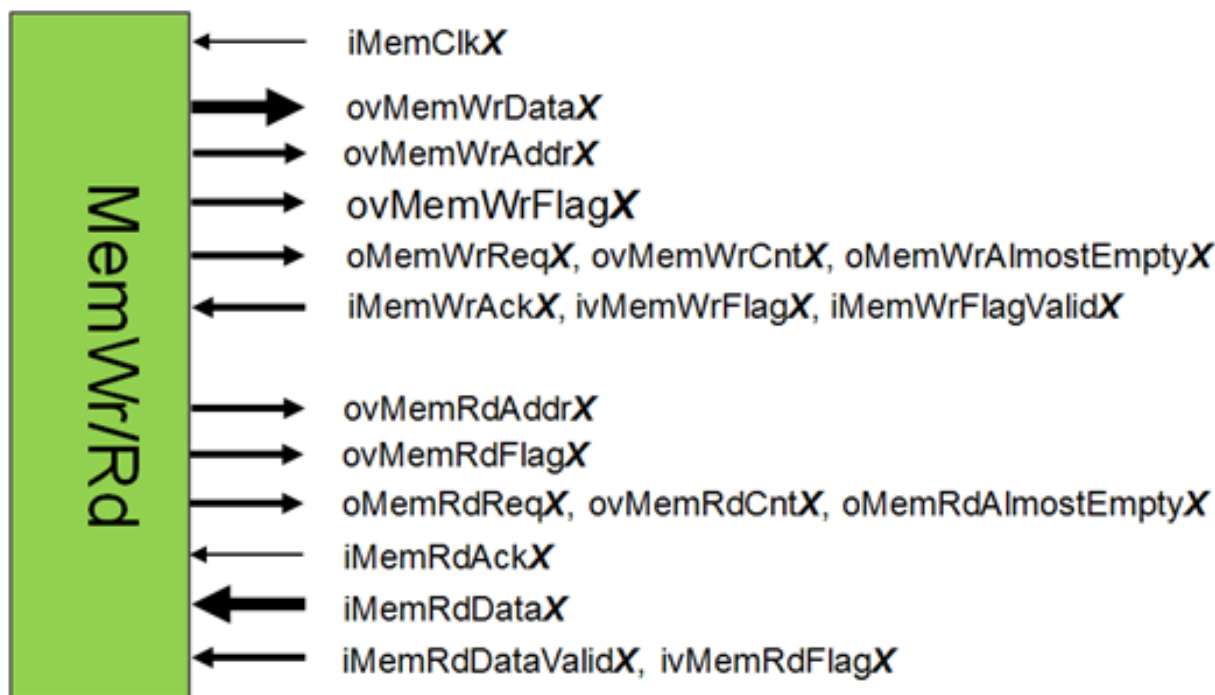 MemWr/Rd
iMemClkX
ovMemWrDataX
ovMemWrAddrX
ovMemWrFlagX
oMemWrReqX, ovMemWrCntX, oMemWrAlmostEmptyX
iMemWrAckX, ivMemWrFlagX, iMemWrFlagValidX
ovMemRdAddrX
ovMemRdFlagX
oMemRdReqX, ovMemRdCntX, oMemRdAlmostEmptyX
iMemRdAckX
iMemRdDataX
iMemRdDataValidX, ivMemRdFlagX